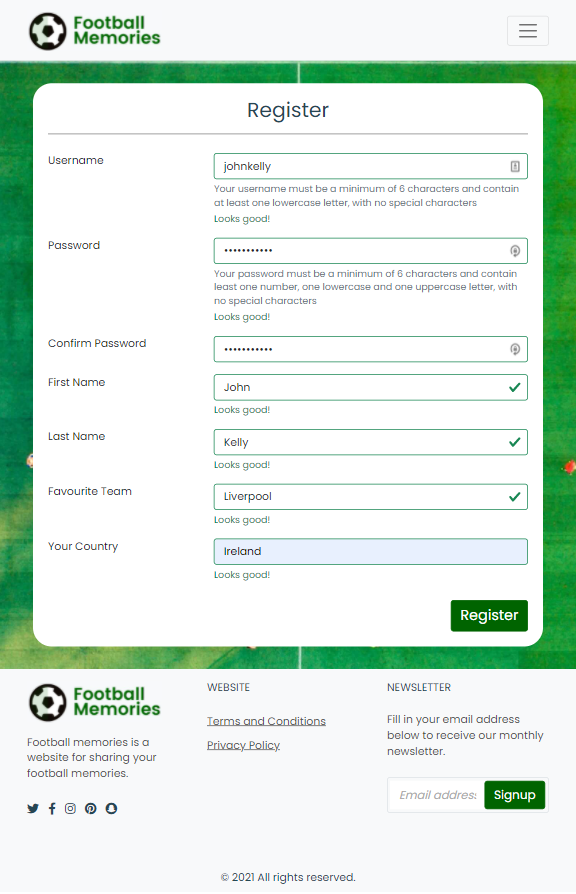 Football
Memories
Register
Username
johnkelly
Your username must be a minimum of 6 characters and contain
at least one lowercase letter, with no special characters
Looks good!
Password
•••••••••••
Your password must be a minimum of 6 characters and contain
least one number, one lowercase and one uppercase letter, with
no special characters
Looks good!
Confirm Password
•••••••••••
First Name
John
Looks good!
Last Name
Kelly
Looks good!
Favourite Team
Liverpool
Looks good!
Your Country
Ireland
Looks good!
Register
Football
Memories
Football memories is a
website for sharing your
football memories.
WEBSITE
Terms and Conditions
Privacy Policy
NEWSLETTER
Fill in your email address
below to receive our monthly
newsletter.
Email address
Signup
© 2021 All rights reserved.